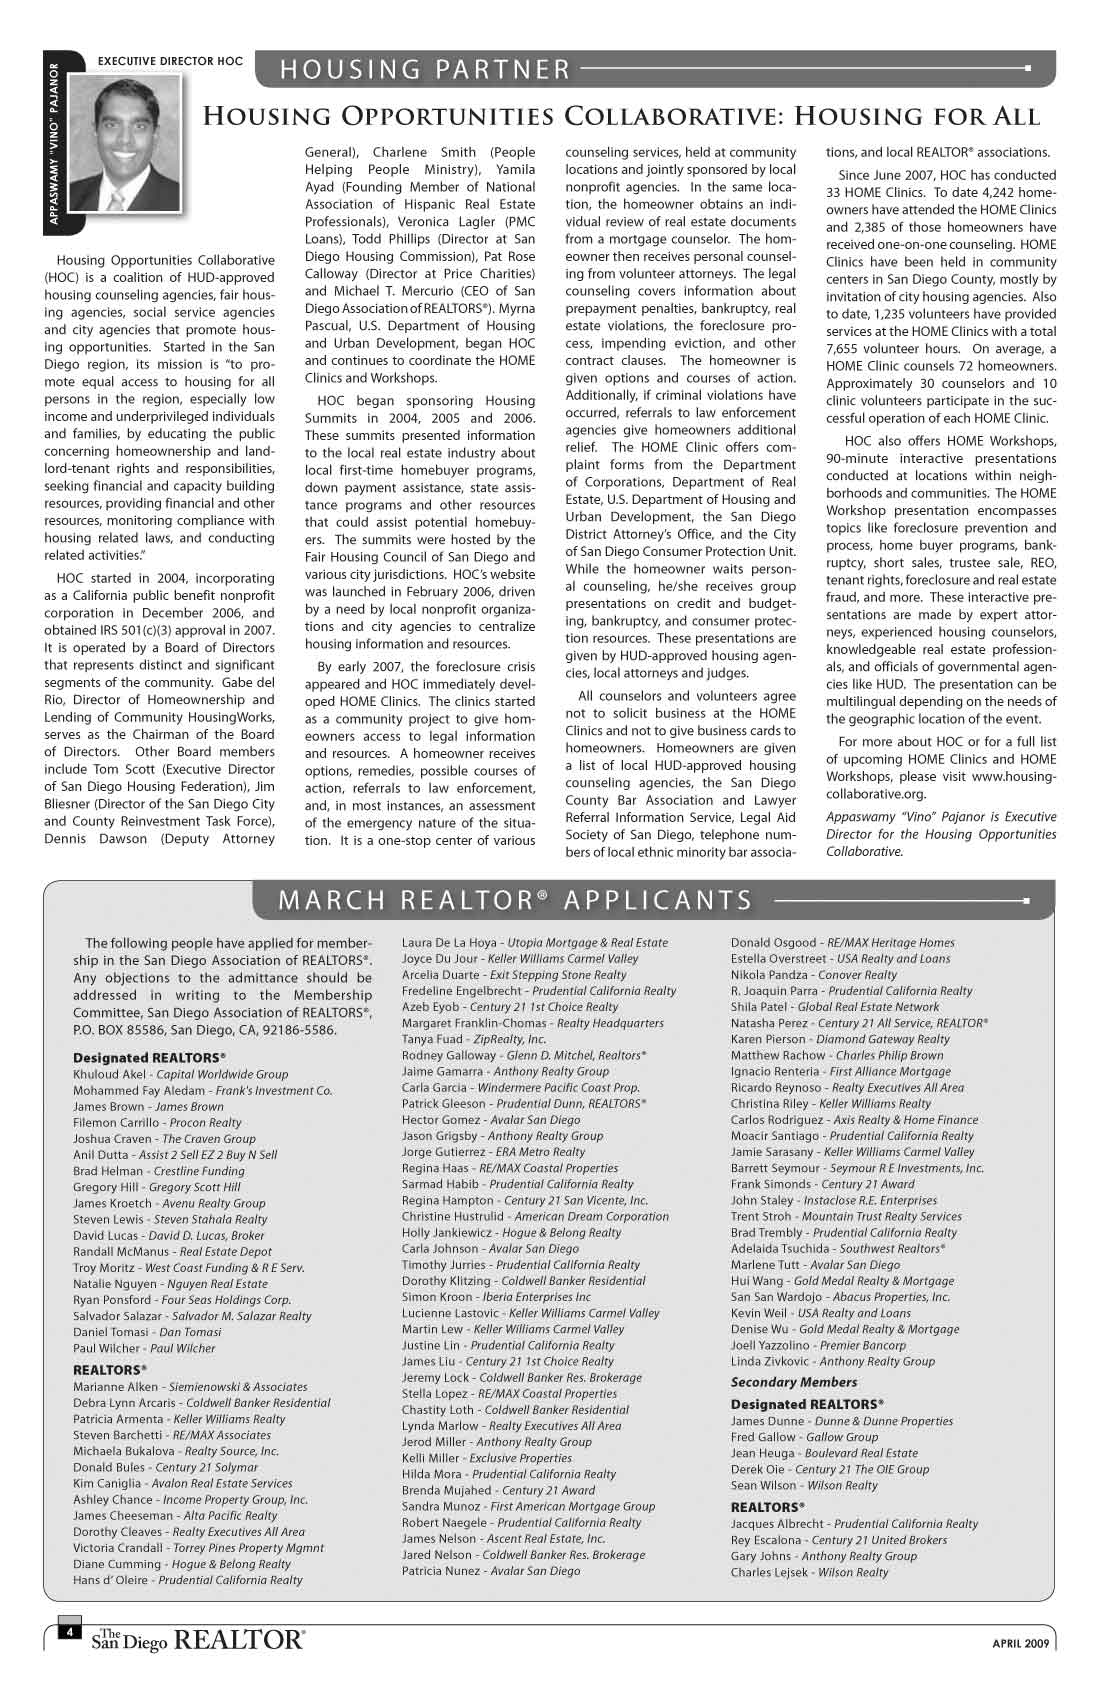 APPASWAMY "VINO" PAJANOR
EXECUTIVE DIRECTOR HOC
HOUSING PARTNER
HOUSING OPPORTUNITIES COLLABORATIVE: HOUSING FOR ALL
Housing Opportunities Collaborative
(HOC) is a coalition of HUD-approved
housing counseling agencies, fair hous-
ing agencies, social service agencies
and city agencies that promote hous-
ing opportunities. Started in the San
Diego region, its mission is “to pro-
mote equal access to housing for all
persons in the region, especially low
income and underprivileged individuals
and families, by educating the public
concerning homeownership and land-
lord-tenant rights and responsibilities,
seeking financial and capacity building
resources, providing financial and other
resources, monitoring compliance with
housing related laws, and conducting
related activities.”
HOC started in 2004, incorporating
as a California public benefit nonprofit
corporation in December 2006, and
obtained IRS 501(c)(3) approval in 2007.
It is operated by a Board of Directors
that represents distinct and significant
segments of the community. Gabe del
Rio, Director of Homeownership and
Lending of Community HousingWorks,
serves as the Chairman of the Board
of Directors. Other Board members
include Tom Scott (Executive Director
of San Diego Housing Federation), Jim
Bliesner (Director of the San Diego City
and County Reinvestment Task Force),
Dennis Dawson (Deputy Attorney
General), Charlene Smith (People
Helping People Ministry), Yamila
Ayad (Founding Member of National
Association of Hispanic Real Estate
Professionals), Veronica Lagler (PMC
Loans), Todd Phillips (Director at San
Diego Housing Commission), Pat Rose
Calloway (Director at Price Charities)
and Michael T. Mercurio (CEO of San
Diego Association of REALTORS®). Myrna
Pascual, U.S. Department of Housing
and Urban Development, began HOC
and continues to coordinate the HOME
Clinics and Workshops.
HOC began sponsoring Housing
Summits in 2004, 2005 and 2006.
These summits presented information
to the local real estate industry about
local first-time homebuyer programs,
down payment assistance, state assis-
tance programs and other resources
that could assist potential homebuy-
ers. The summits were hosted by the
Fair Housing Council of San Diego and
various city jurisdictions. HOC’s website
was launched in February 2006, driven
by a need by local nonprofit organiza-
tions and city agencies to centralize
housing information and resources.
By early 2007, the foreclosure crisis
appeared and HOC immediately devel-
oped HOME Clinics. The clinics started
as a community project to give hom-
eowners access to legal information
and resources. A homeowner receives
options, remedies, possible courses of
action, referrals to law enforcement,
and, in most instances, an assessment
of the emergency nature of the situa-
tion. It is a one-stop center of various
counseling services, held at community
locations and jointly sponsored by local
nonprofit agencies. In the same loca-
tion, the homeowner obtains an indi-
vidual review of real estate documents
from a mortgage counselor. The hom-
eowner then receives personal counsel-
ing from volunteer attorneys. The legal
counseling covers information about
prepayment penalties, bankruptcy, real
estate violations, the foreclosure pro-
cess, impending eviction, and other
contract clauses. The homeowner is
given options and courses of action.
Additionally, if criminal violations have
occurred, referrals to law enforcement
agencies give homeowners additional
relief. The HOME Clinic offers com-
plaint forms from the Department
of Corporations, Department of Real
Estate, U.S. Department of Housing and
Urban Development, the San Diego
District Attorney’s Office, and the City
of San Diego Consumer Protection Unit.
While the homeowner waits person-
al counseling, he/she receives group
presentations on credit and budget-
ing, bankruptcy, and consumer protec-
tion resources. These presentations are
given by HUD-approved housing agen-
cies, local attorneys and judges.
All counselors and volunteers agree
not to solicit business at the HOME
Clinics and not to give business cards to
homeowners. Homeowners are given
a list of local HUD-approved housing
counseling agencies, the San Diego
County Bar Association and Lawyer
Referral Information Service, Legal Aid
Society of San Diego, telephone num-
bers of local ethnic minority bar associa-
tions, and local REALTOR® associations.
Since June 2007, HOC has conducted
33 HOME Clinics. To date 4,242 home-
owners have attended the HOME Clinics
and 2,385 of those homeowners have
received one-on-one counseling. HOME
Clinics have been held in community
centers in San Diego County, mostly by
invitation of city housing agencies. Also
to date, 1,235 volunteers have provided
services at the HOME Clinics with a total
7,655 volunteer hours. On average, a
HOME Clinic counsels 72 homeowners.
Approximately 30 counselors and 10
clinic volunteers participate in the suc-
cessful operation of each HOME Clinic.
HOC also offers HOME Workshops,
90-minute interactive presentations
conducted at locations within neigh-
borhoods and communities. The HOME
Workshop presentation encompasses
topics like foreclosure prevention and
process, home buyer programs, bank-
ruptcy, short sales, trustee sale, REO,
tenant rights, foreclosure and real estate
fraud, and more. These interactive pre-
sentations are made by expert attor-
neys, experienced housing counselors,
knowledgeable real estate profession-
als, and officials of governmental agen-
cies like HUD. The presentation can be
multilingual depending on the needs of
the geographic location of the event.
For more about HOC or for a full list
of upcoming HOME Clinics and HOME
Workshops, please visit www.housing-
collaborative.org.
Appaswamy “Vino” Pajanor is Executive
Director for the Housing Opportunities
Collaborative.
MARCH REALTOR® APPLICANTS
The following people have applied for member-
ship in the San Diego Association of REALTORS®.
Any objections to the admittance should be
addressed in writing to the Membership
Committee, San Diego Association of REALTORS®,
P.O. BOX 85586, San Diego, CA, 92186-5586.
Designated REALTORS®
Khuloud Akel - Capital Worldwide Group
Mohammed Fay Aledam - Frank's Investment Co.
James Brown - James Brown
Filemon Carrillo - Procon Realty
Joshua Craven - The Craven Group
Anil Dutta - Assist 2 Sell EZ 2 Buy N Sell
Brad Helman - Crestline Funding
Gregory Hill - Gregory Scott Hill
James Kroetch - Avenu Realty Group
Steven Lewis - Steven Stahala Realty
David Lucas - David D. Lucas, Broker
Randall McManus - Real Estate Depot
Troy Moritz - West Coast Funding & R E Serv.
Natalie Nguyen - Nguyen Real Estate
Ryan Ponsford - Four Seas Holdings Corp.
Salvador Salazar - Salvador M. Salazar Realty
Daniel Tomasi - Dan Tomasi
Paul Wilcher - Paul Wilcher
REALTORS®
Marianne Alken - Siemienowski & Associates
Debra Lynn Arcaris - Coldwell Banker Residential
Patricia Armenta - Keller Williams Realty
Steven Barchetti - RE/MAX Associates
Michaela Bukalova - Realty Source, Inc.
Donald Bules - Century 21 Solymar
Kim Caniglia - Avalon Real Estate Services
Ashley Chance - Income Property Group, Inc.
James Cheeseman - Alta Pacific Realty
Dorothy Cleaves - Realty Executives All Area
Victoria Crandall - Torrey Pines Property Mgmnt
Diane Cumming - Hogue & Belong Realty
Hans d’ Oleire - Prudential California Realty
Laura De La Hoya - Utopia Mortgage & Real Estate
Joyce Du Jour - Keller Williams Carmel Valley
Arcelia Duarte - Exit Stepping Stone Realty
Fredeline Engelbrecht - Prudential California Realty
Azeb Eyob - Century 21 1st Choice Realty
Margaret Franklin-Chomas - Realty Headquarters
Tanya Fuad - ZipRealty, Inc.
Rodney Galloway - Glenn D. Mitchel, Realtors®
Jaime Gamarra - Anthony Realty Group
Carla Garcia - Windermere Pacific Coast Prop.
Patrick Gleeson - Prudential Dunn, REALTORS®
Hector Gomez - Avalar San Diego
Jason Grigsby - Anthony Realty Group
Jorge Gutierrez - ERA Metro Realty
Regina Haas - RE/MAX Coastal Properties
Sarmad Habib - Prudential California Realty
Regina Hampton - Century 21 San Vicente, Inc.
Christine Hustrulid - American Dream Corporation
Holly Jankiewicz - Hogue & Belong Realty
Carla Johnson - Avalar San Diego
Timothy Jurries - Prudential California Realty
Dorothy Klitzing - Coldwell Banker Residential
Simon Kroon - Iberia Enterprises Inc
Lucienne Lastovic - Keller Williams Carmel Valley
Martin Lew - Keller Williams Carmel Valley
Justine Lin - Prudential California Realty
James Liu - Century 21 1st Choice Realty
Jeremy Lock - Coldwell Banker Res. Brokerage
Stella Lopez - RE/MAX Coastal Properties
Chastity Loth - Coldwell Banker Residential
Lynda Marlow - Realty Executives All Area
Jerod Miller - Anthony Realty Group
Kelli Miller - Exclusive Properties
Hilda Mora - Prudential California Realty
Brenda Mujahed - Century 21 Award
Sandra Munoz - First American Mortgage Group
Robert Naegele - Prudential California Realty
James Nelson - Ascent Real Estate, Inc.
Jared Nelson - Coldwell Banker Res. Brokerage
Patricia Nunez - Avalar San Diego
Donald Osgood - RE/MAX Heritage Homes
Estella Overstreet - USA Realty and Loans
Nikola Pandza - Conover Realty
R. Joaquin Parra - Prudential California Realty
Shila Patel - Global Real Estate Network
Natasha Perez - Century 21 All Service, REALTOR®
Karen Pierson - Diamond Gateway Realty
Matthew Rachow - Charles Philip Brown
Ignacio Renteria - First Alliance Mortgage
Ricardo Reynoso - Realty Executives All Area
Christina Riley - Keller Williams Realty
Carlos Rodriguez - Axis Realty & Home Finance
Moacir Santiago - Prudential California Realty
Jamie Sarasany - Keller Williams Carmel Valley
Barrett Seymour - Seymour R E Investments, Inc.
Frank Simonds - Century 21 Award
John Staley - Instaclose R.E. Enterprises
Trent Stroh - Mountain Trust Realty Services
Brad Trembly - Prudential California Realty
Adelaida Tsuchida - Southwest Realtors®
Marlene Tutt - Avalar San Diego
Hui Wang - Gold Medal Realty & Mortgage
San San Wardojo - Abacus Properties, Inc.
Kevin Weil - USA Realty and Loans
Denise Wu - Gold Medal Realty & Mortgage
Joell Yazzolino - Premier Bancorp
Linda Zivkovic - Anthony Realty Group
Secondary Members
Designated REALTORS®
James Dunne - Dunne & Dunne Properties
Fred Gallow - Gallow Group
Jean Heuga - Boulevard Real Estate
Derek Oie - Century 21 The OIE Group
Sean Wilson - Wilson Realty
REALTORS®
Jacques Albrecht - Prudential California Realty
Rey Escalona - Century 21 United Brokers
Gary Johns - Anthony Realty Group
Charles Lejsek - Wilson Realty
4
The San Diego REALTOR®
APRIL 2009